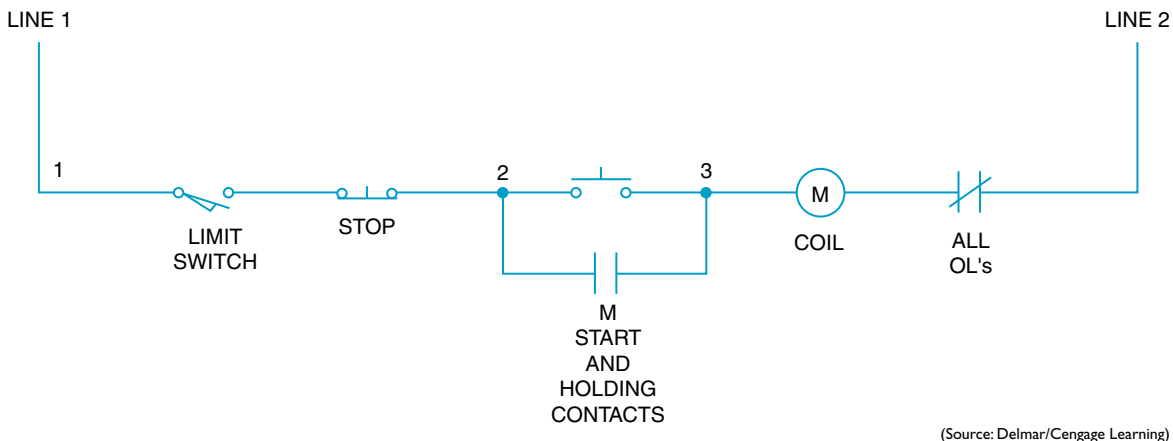 LINE 1
LINE 2
1
2
3
LIMIT
SWITCH
STOP
M
COIL
ALL
OL's
M
START
AND
HOLDING
CONTACTS
(Source: Delmar/Cengage Learning)